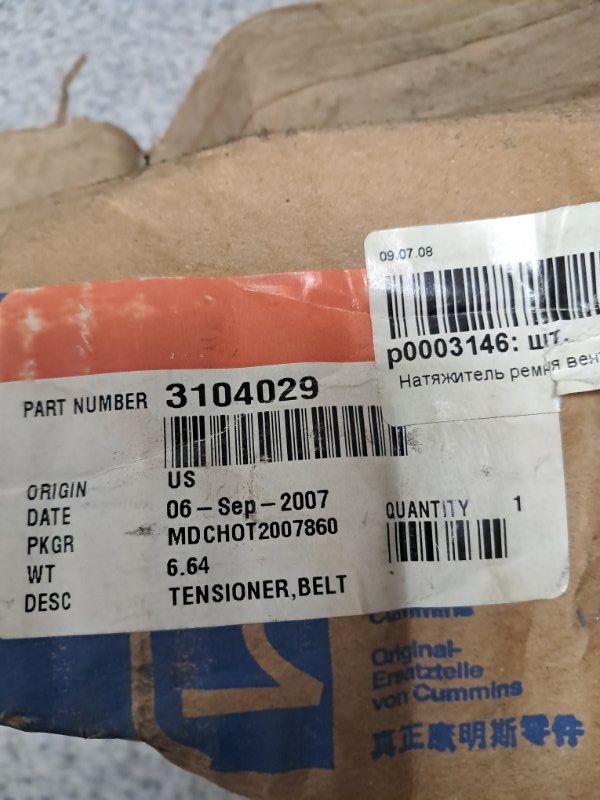 09.07.08
p0003146: шт.
Натяжитель ремня вен
PART NUMBER 3104029
ORIGIN US
DATE 06-Sep-2007
PKGR MDCHOT2007860
QUANTITY 1
WT 6.64
DESC TENSIONER,BELT
Cummins
Original-
Ersatzteile
von Cummins
真正康明斯零件